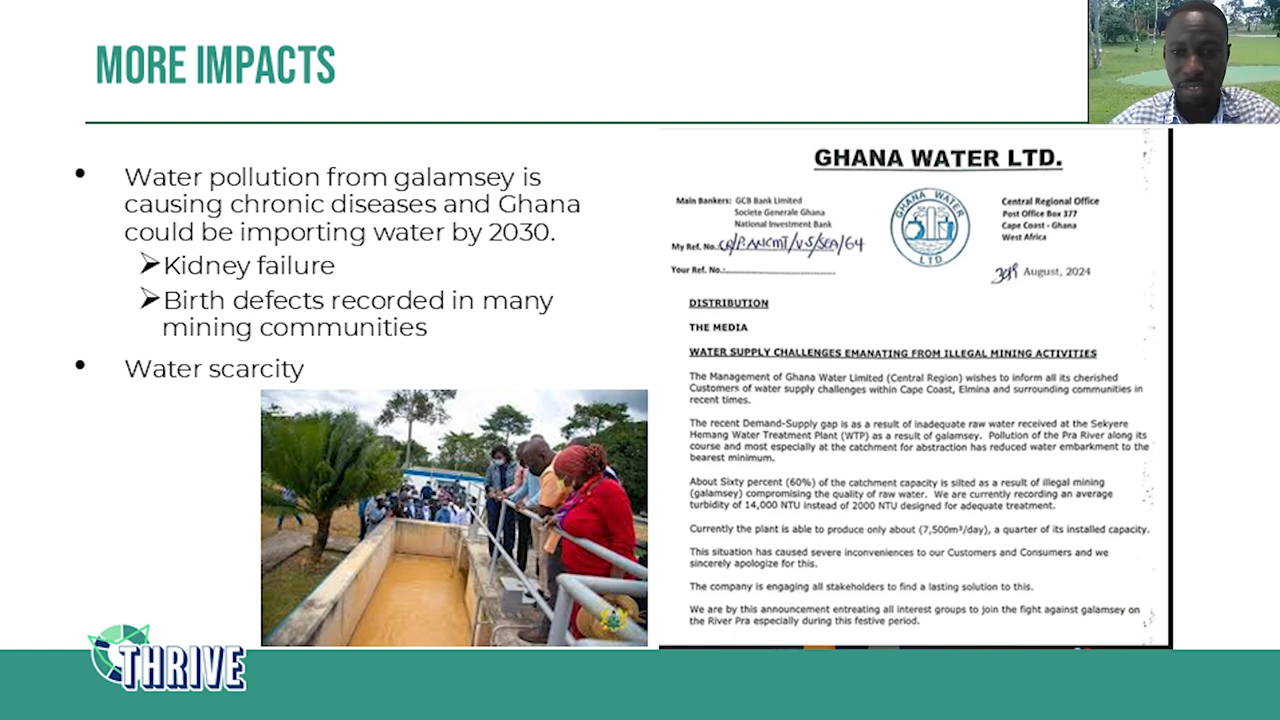 MORE IMPACTS
• Water pollution from galamsey is
causing chronic diseases and Ghana
could be importing water by 2030.
➢Kidney failure
➢Birth defects recorded in many
mining communities
• Water scarcity
GHANA WATER LTD.
Main Bankers: GCB Bank Limited
Societe Generale Ghana
National Investment Bank
My Ref. No.:
Your Ref. No.:
GHANA WATER
LTD.
Central Regional Office
Post Office Box 377
Cape Coast - Ghana
West Africa
August, 2024
DISTRIBUTION
THE MEDIA
WATER SUPPLY CHALLENGES EMANATING FROM ILLEGAL MINING ACTIVITIES
The Management of Ghana Water Limited (Central Region) wishes to inform all its cherished
Customers of water supply challenges within Cape Coast, Elmina and surrounding communities in
recent times.
The recent Demand-Supply gap is as a result of inadequate raw water received at the Sekyere
Hemang Water Treatment Plant (WTP) as a result of galamsey. Pollution of the Pra River along its
course and most especially at the catchment for abstraction has reduced water embarkment to the
bearest minimum.
About Sixty percent (60%) of the catchment capacity is silted as a result of illegal mining
(galamsey) compromising the quality of raw water. We are currently recording an average
turbidity of 14,000 NTU instead of 2000 NTU designed for adequate treatment.
Currently the plant is able to produce only about (7,500m³/day), a quarter of its installed capacity.
This situation has caused severe inconveniences to our Customers and Consumers and we
sincerely apologize for this.
The company is engaging all stakeholders to find a lasting solution to this.
We are by this announcement entreating all interest groups to join the fight against galamsey on
the River Pra especially during this festive period.
THRIVE